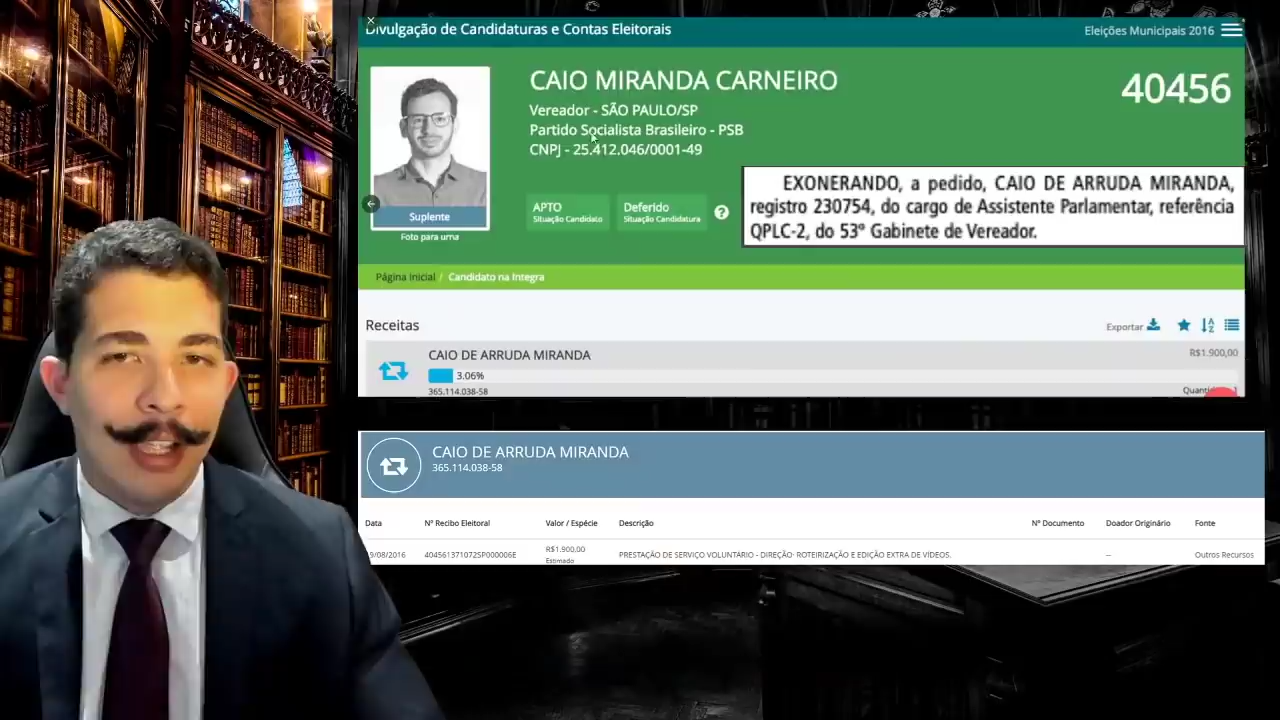 Divulgação de Candidaturas e Contas Eleitorais
Eleições Municipais 2016
CAIO MIRANDA CARNEIRO
40456
Vereador - SÃO PAULO/SP
Partido Socialista Brasileiro - PSB
CNPJ - 25.412.046/0001-49
APTO
Situação Candidato
Deferido
Situação Candidatura
?
Suplente
Foto para urna
EXONERANDO, a pedido, CAIO DE ARRUDA MIRANDA,
registro 230754, do cargo de Assistente Parlamentar, referência
QPLC-2, do 53º Gabinete de Vereador.
Página Inicial / Candidato na Integra
Receitas
Exportar
CAIO DE ARRUDA MIRANDA
R$1.900,00
3.06%
365.114.038-58
CAIO DE ARRUDA MIRANDA
365.114.038-58
Data Nº Recibo Eleitoral Valor / Espécie Descrição Nº Documento Doador Originário Fonte
9/08/2016 404561371072SP000006E R$1.900,00 PRESTAÇÃO DE SERVIÇO VOLUNTÁRIO - DIREÇÃO· ROTEIRIZAÇÃO E EDIÇÃO EXTRA DE VÍDEOS. -- Outros Recursos
Estimado